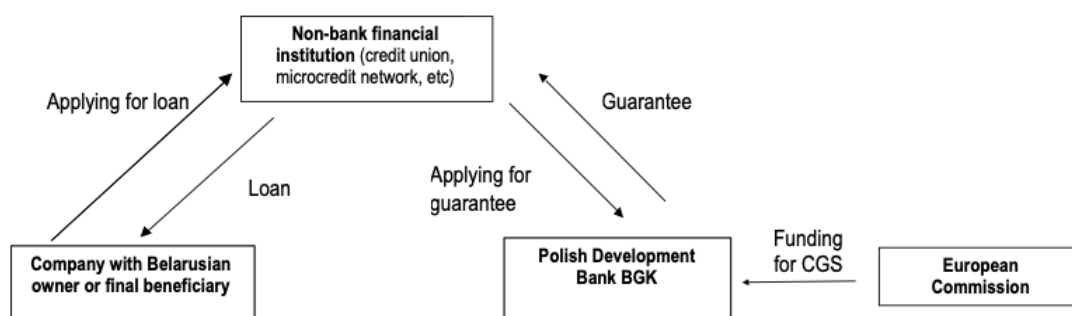 Non-bank financial
institution (credit union,
microcredit network, etc)
Applying for loan
Guarantee
Loan
Applying for
guarantee
Company with Belarusian
owner or final beneficiary
Polish Development
Bank BGK
Funding
for CGS
European
Commission